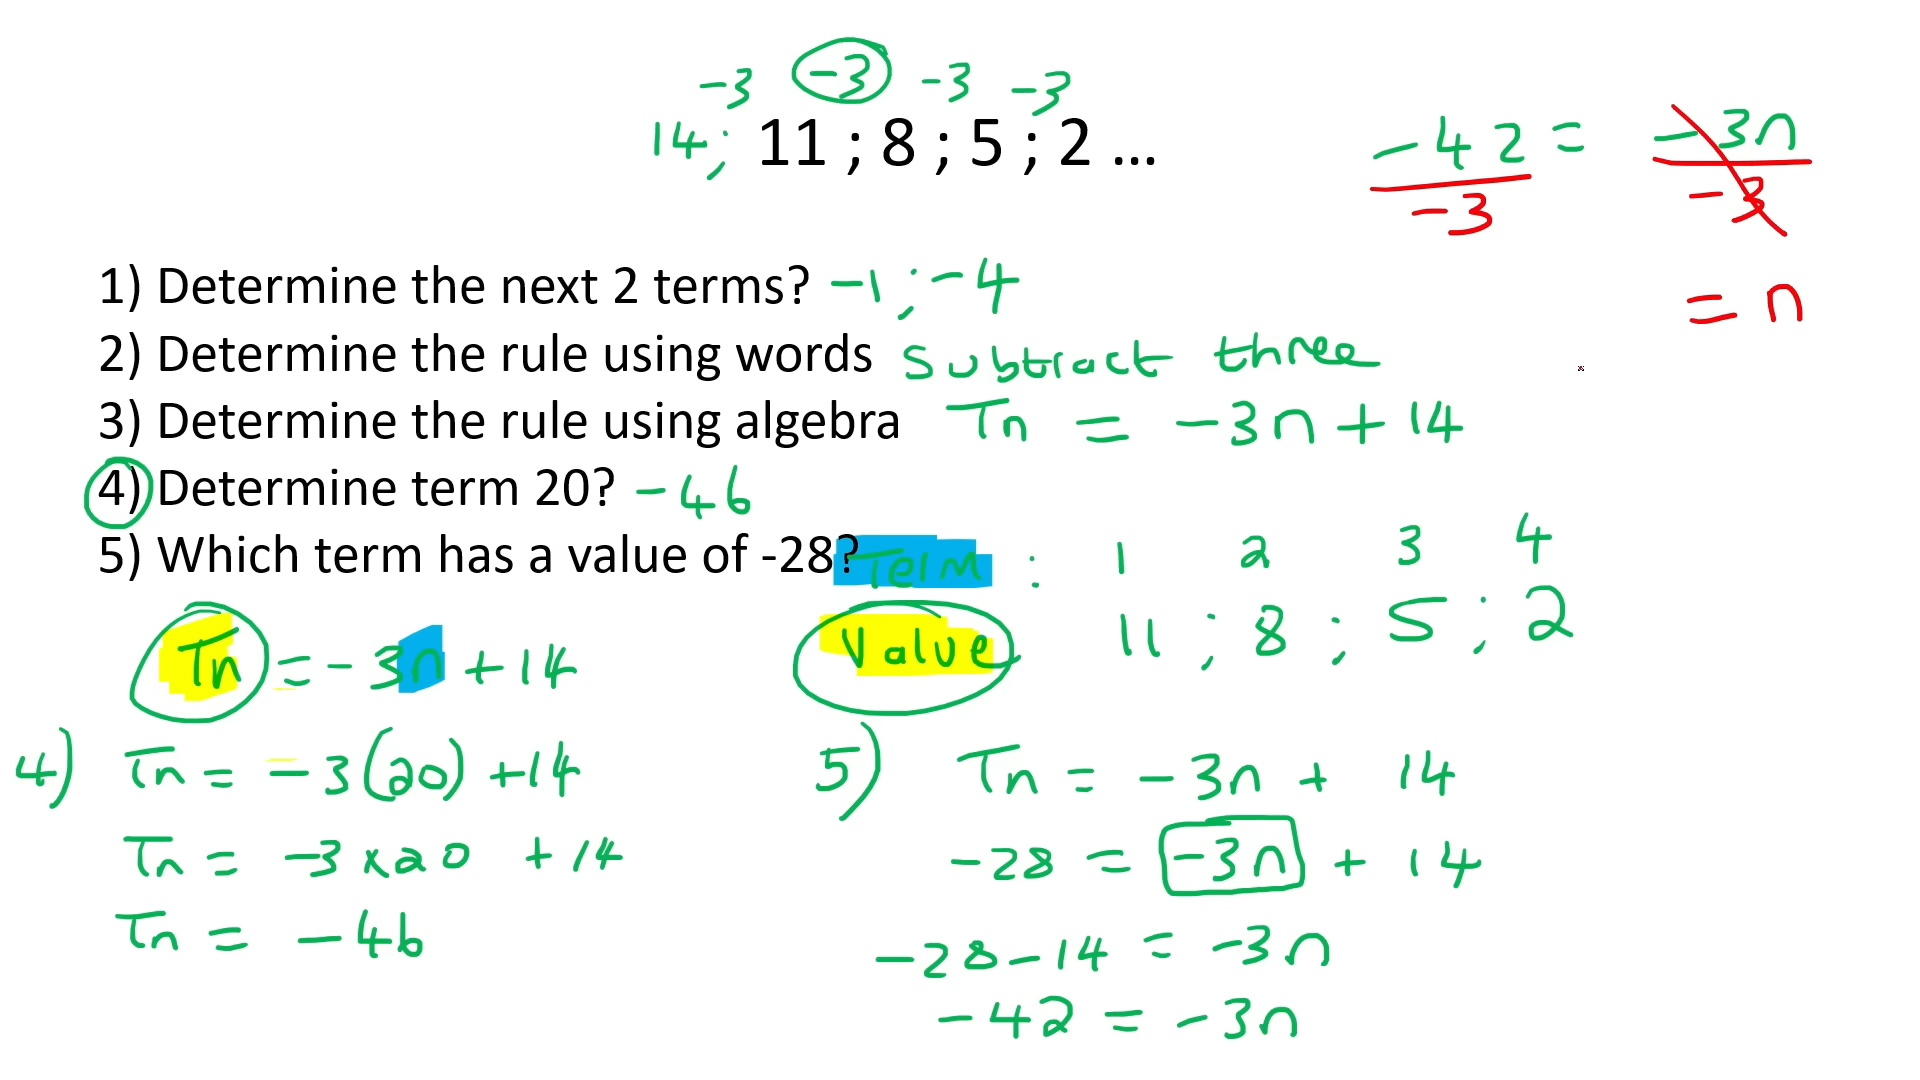 -3 -3 -3 -3
14; 11 ; 8 ; 5 ; 2 ...
-42 = -3n
-3 -3
= n
1) Determine the next 2 terms? -1 ; -4
2) Determine the rule using words Subtract three
3) Determine the rule using algebra Tn = -3n + 14
4) Determine term 20? -46
5) Which term has a value of -28?
Term : 1 2 3 4
Value 11 ; 8 ; 5 ; 2
Tn = -3n + 14
4) Tn = -3(20) + 14
Tn = -3 x 20 + 14
Tn = -46
5) Tn = -3n + 14
-28 = -3n + 14
-28 - 14 = -3n
-42 = -3n